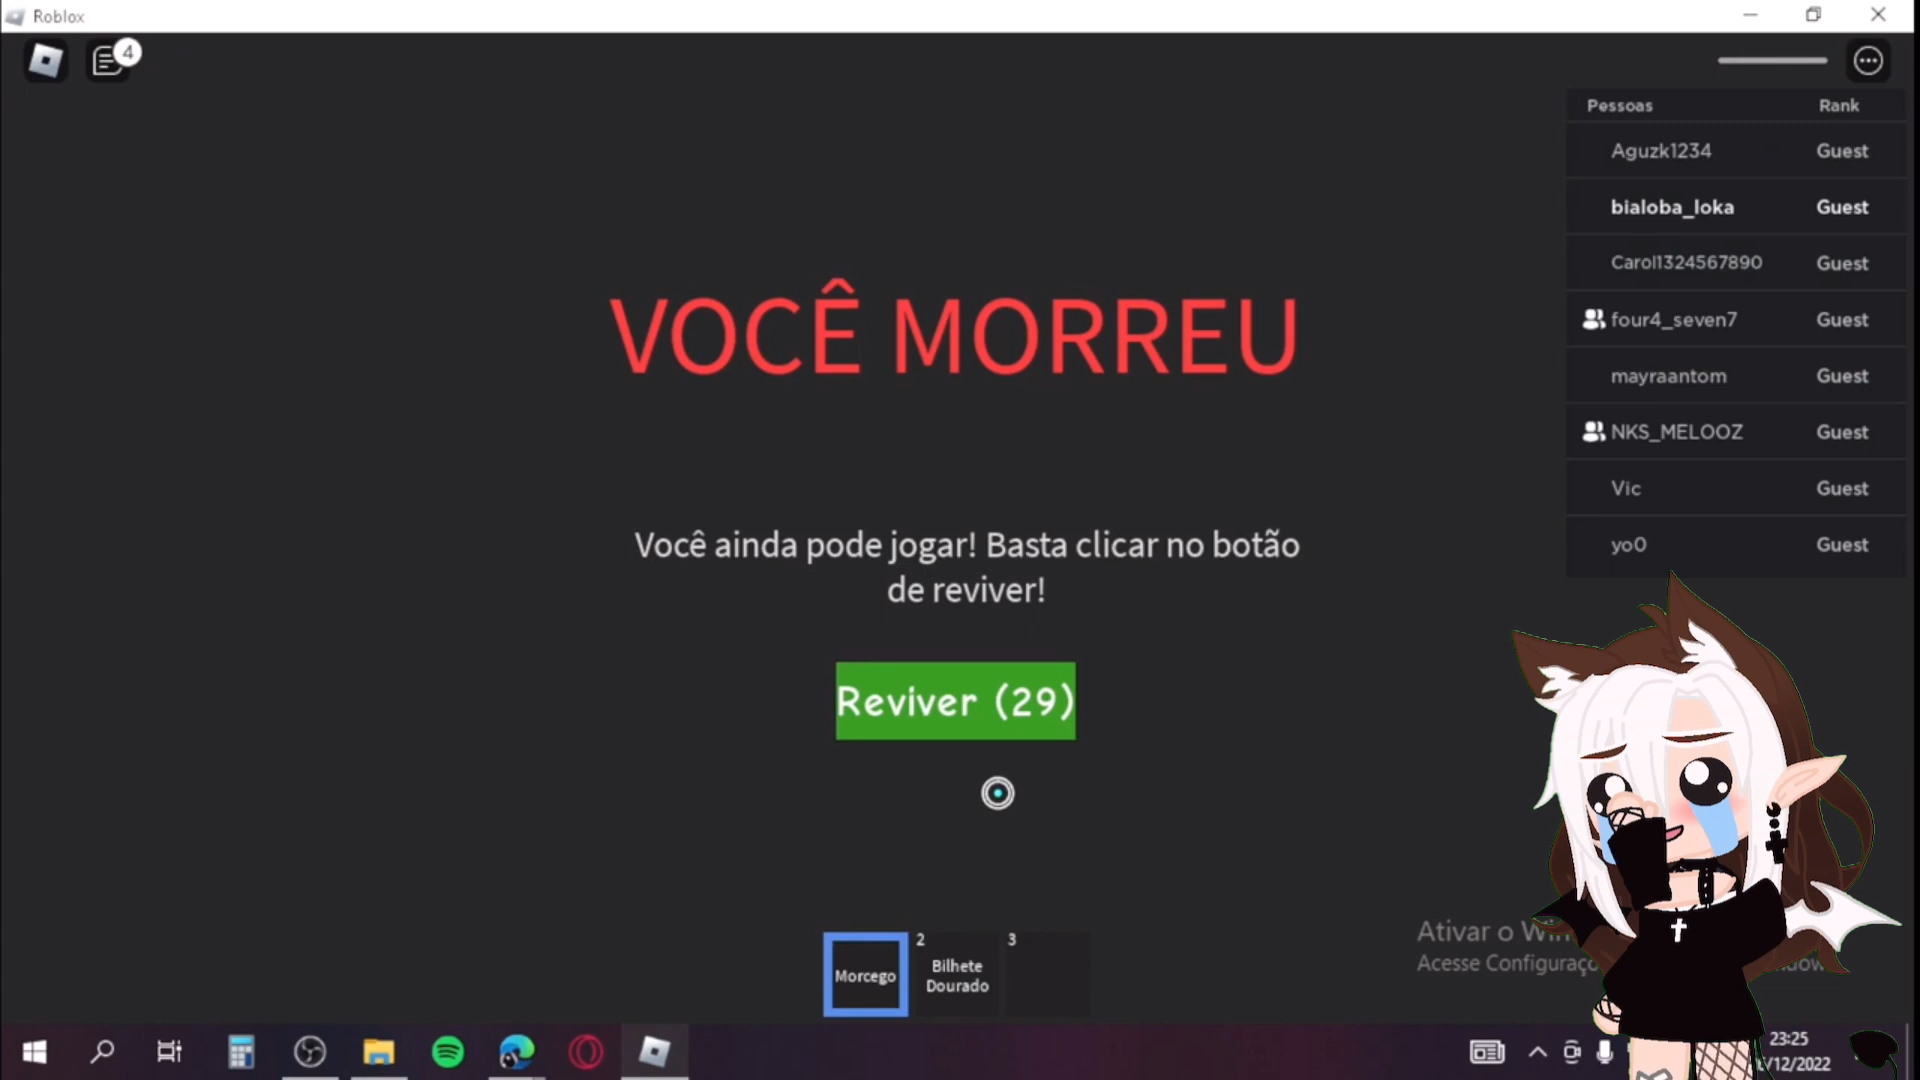 Roblox
4
Pessoas Rank
Aguzk1234 Guest
bialoba_loka Guest
Carol1324567890 Guest
four4_seven7 Guest
mayraantom Guest
NKS_MELOOZ Guest
Vic Guest
yo0 Guest
VOCÊ MORREU
Você ainda pode jogar! Basta clicar no botão
de reviver!
Reviver (29)
Ativar o
Acesse
Morcego
2
Bilhete
Dourado
3
23:25
/12/2022